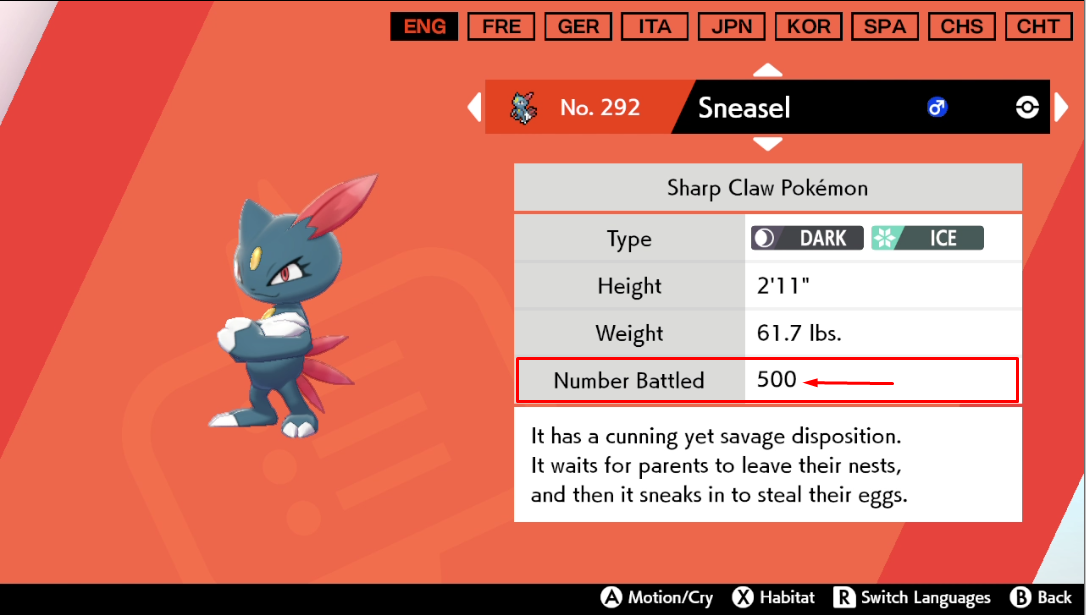 ENG FRE GER ITA JPN KOR SPA CHS CHT
No. 292 Sneasel
Sharp Claw Pokémon
Type DARK ICE
Height 2'11"
Weight 61.7 lbs.
Number Battled 500
It has a cunning yet savage disposition.
It waits for parents to leave their nests,
and then it sneaks in to steal their eggs.
A Motion/Cry X Habitat R Switch Languages B Back